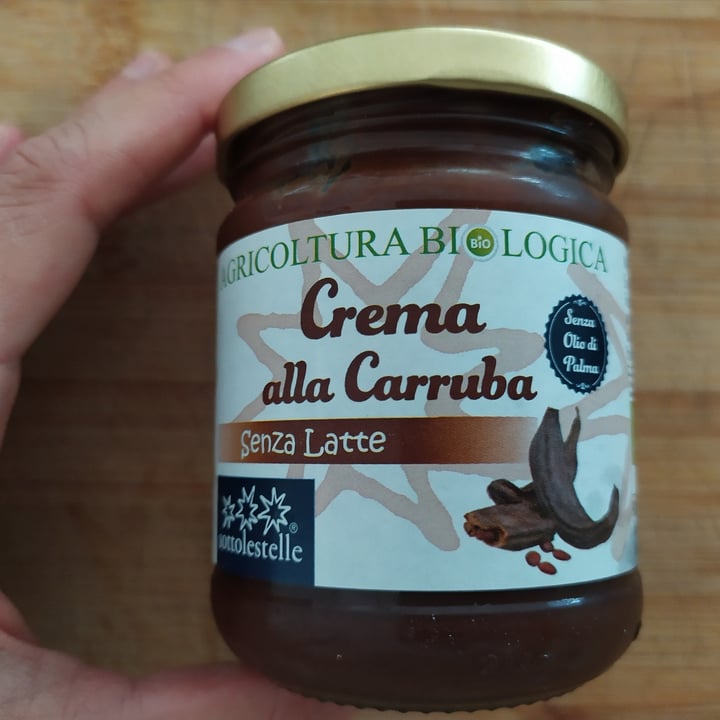 AGRICOLTURA BIOLOGICA
BIO
Crema
alla Carruba
Senza
Olio di
Palma
Senza Latte
sottolestelle
®